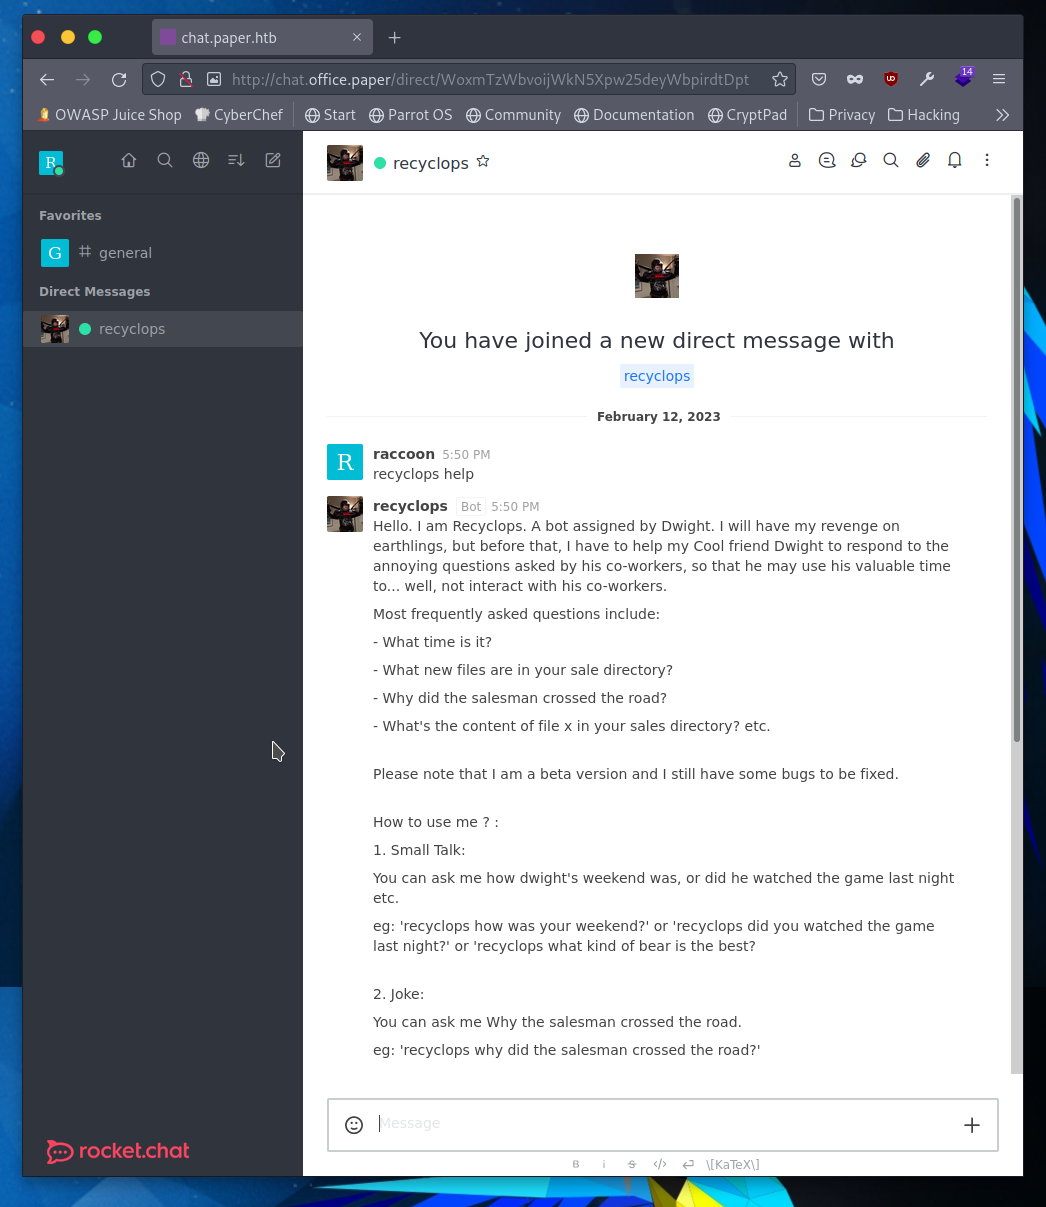 chat.paper.htb
http://chat.office.paper/direct/WoxmTzWbvoijWkN5Xpw25deyWbpirdtDpt
14
OWASP Juice Shop
CyberChef
Start
Parrot OS
Community
Documentation
CryptPad
Privacy
Hacking
R
recyclops
Favorites
G # general
Direct Messages
recyclops
You have joined a new direct message with
recyclops
February 12, 2023
R
raccoon 5:50 PM
recyclops help
recyclops Bot 5:50 PM
Hello. I am Recyclops. A bot assigned by Dwight. I will have my revenge on
earthlings, but before that, I have to help my Cool friend Dwight to respond to the
annoying questions asked by his co-workers, so that he may use his valuable time
to... well, not interact with his co-workers.
Most frequently asked questions include:
- What time is it?
- What new files are in your sale directory?
- Why did the salesman crossed the road?
- What's the content of file x in your sales directory? etc.
Please note that I am a beta version and I still have some bugs to be fixed.
How to use me ? :
1. Small Talk:
You can ask me how dwight's weekend was, or did he watched the game last night
etc.
eg: 'recyclops how was your weekend?' or 'recyclops did you watched the game
last night?' or 'recyclops what kind of bear is the best?
2. Joke:
You can ask me Why the salesman crossed the road.
eg: 'recyclops why did the salesman crossed the road?'
Message
rocket.chat
B i S </> \[KaTeX\]